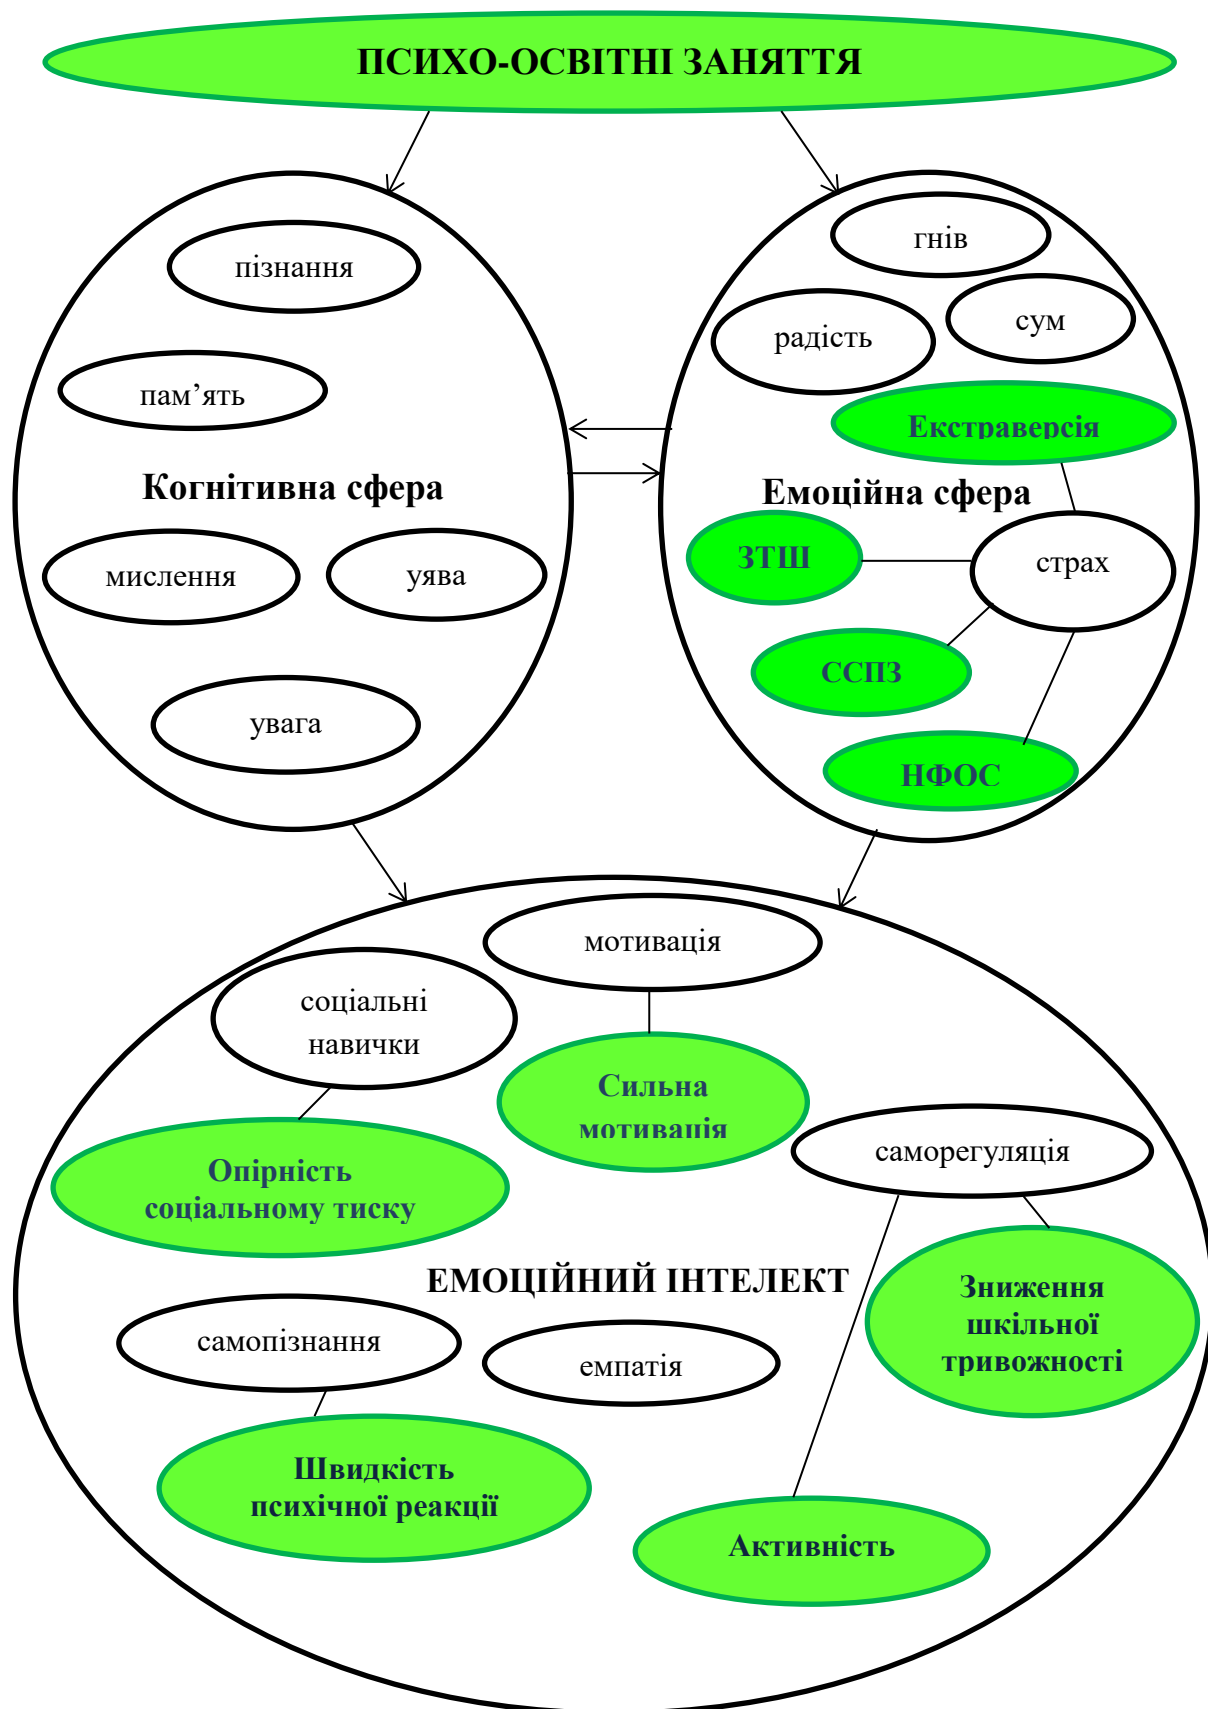 ПСИХО-ОСВІТНІ ЗАНЯТТЯ
пізнання
пам’ять
Когнітивна сфера
мислення
уява
увага
гнів
сум
радість
Екстраверсія
Емоційна сфера
ЗТШ
страх
ССПЗ
НФОС
мотивація
соціальні
навички
Сильна
мотивація
саморегуляція
Опірність
соціальному тиску
ЕМОЦІЙНИЙ ІНТЕЛЕКТ
Зниження
шкільної
тривожності
самопізнання
емпатія
Швидкість
психічної реакції
Активність